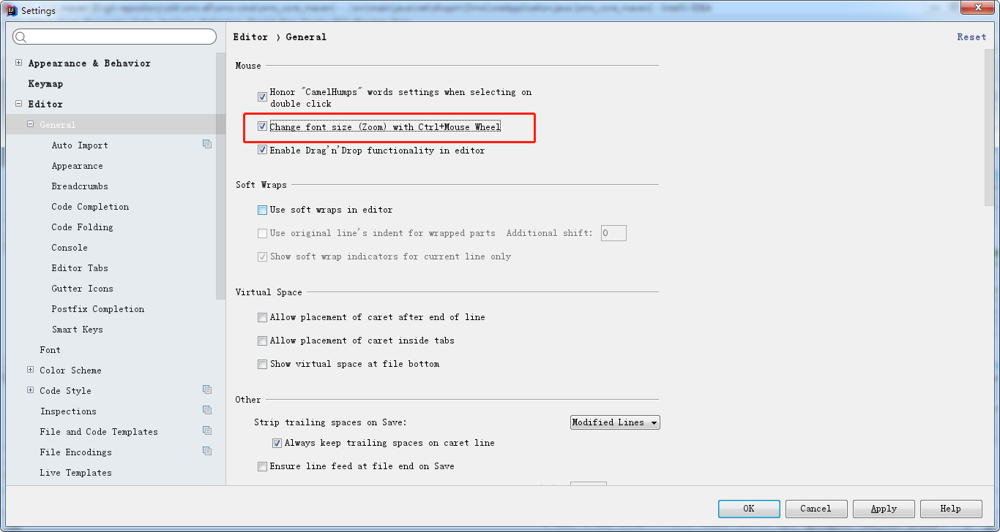 Settings
Appearance & Behavior
Keymap
Editor
General
Auto Import
Appearance
Breadcrumbs
Code Completion
Code Folding
Console
Editor Tabs
Gutter Icons
Postfix Completion
Smart Keys
Font
Color Scheme
Code Style
Inspections
File and Code Templates
File Encodings
Live Templates
Editor › General
Reset
Mouse
Honor "CamelHumps" words settings when selecting on
double click
Change font size (Zoom) with Ctrl+Mouse Wheel
Enable Drag'n'Drop functionality in editor
Soft Wraps
Use soft wraps in editor
Use original line's indent for wrapped parts Additional shift: 0
Show soft wrap indicators for current line only
Virtual Space
Allow placement of caret after end of line
Allow placement of caret inside tabs
Show virtual space at file bottom
Other
Strip trailing spaces on Save: Modified Lines
Always keep trailing spaces on caret line
Ensure line feed at file end on Save
OK Cancel Apply Help